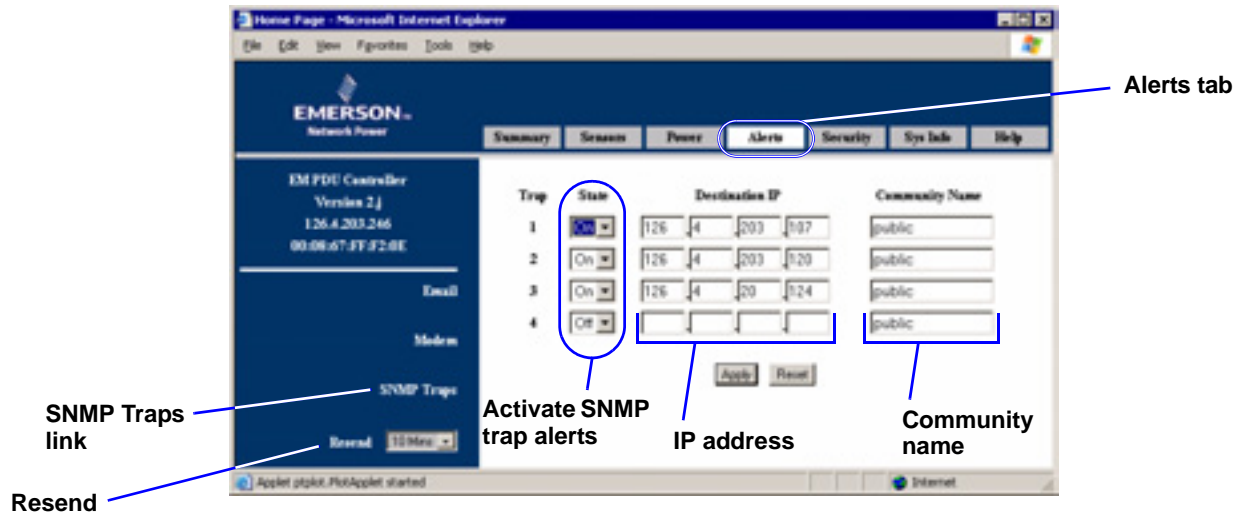 Home Page - Microsoft Internet Explorer
File Edit View Favorites Tools Help
EMERSON™
Network Power
Summary Sensors Power Alerts Security Sys Info Help
Alerts tab
EM PDU Controller
Version 2.j
126.4.203.246
00:08:67:FF:F2:0E
Email
Modem
SNMP Traps
Resend 10 Mins
Trap State Destination IP Community Name
1 On 126 .4 .203 .107 public
2 On 126 .4 .203 .120 public
3 On 126 .4 .20 .124 public
4 Off . . . public
Apply Reset
SNMP Traps
link
Resend
Activate SNMP
trap alerts
IP address
Community
name
Applet ptplot.PlotApplet started Internet